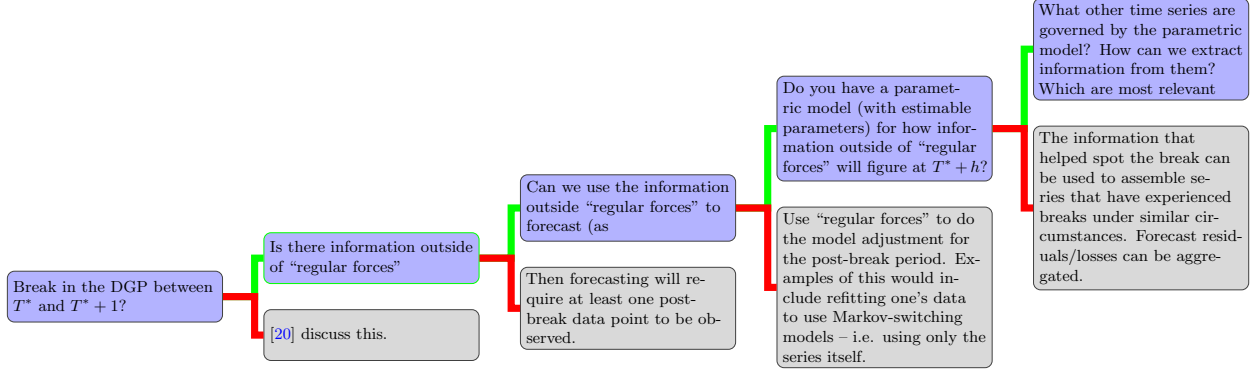 Break in the DGP between
T* and T* + 1?
Is there information outside
of “regular forces”
[20] discuss this.
Can we use the information
outside “regular forces” to
forecast (as
Then forecasting will re-
quire at least one post-
break data point to be ob-
served.
Do you have a paramet-
ric model (with estimable
parameters) for how infor-
mation outside of “regular
forces” will figure at T* + h?
Use “regular forces” to do
the model adjustment for
the post-break period. Ex-
amples of this would in-
clude refitting one’s data
to use Markov-switching
models – i.e. using only the
series itself.
What other time series are
governed by the parametric
model? How can we extract
information from them?
Which are most relevant
The information that
helped spot the break can
be used to assemble se-
ries that have experienced
breaks under similar cir-
cumstances. Forecast resid-
uals/losses can be aggre-
gated.